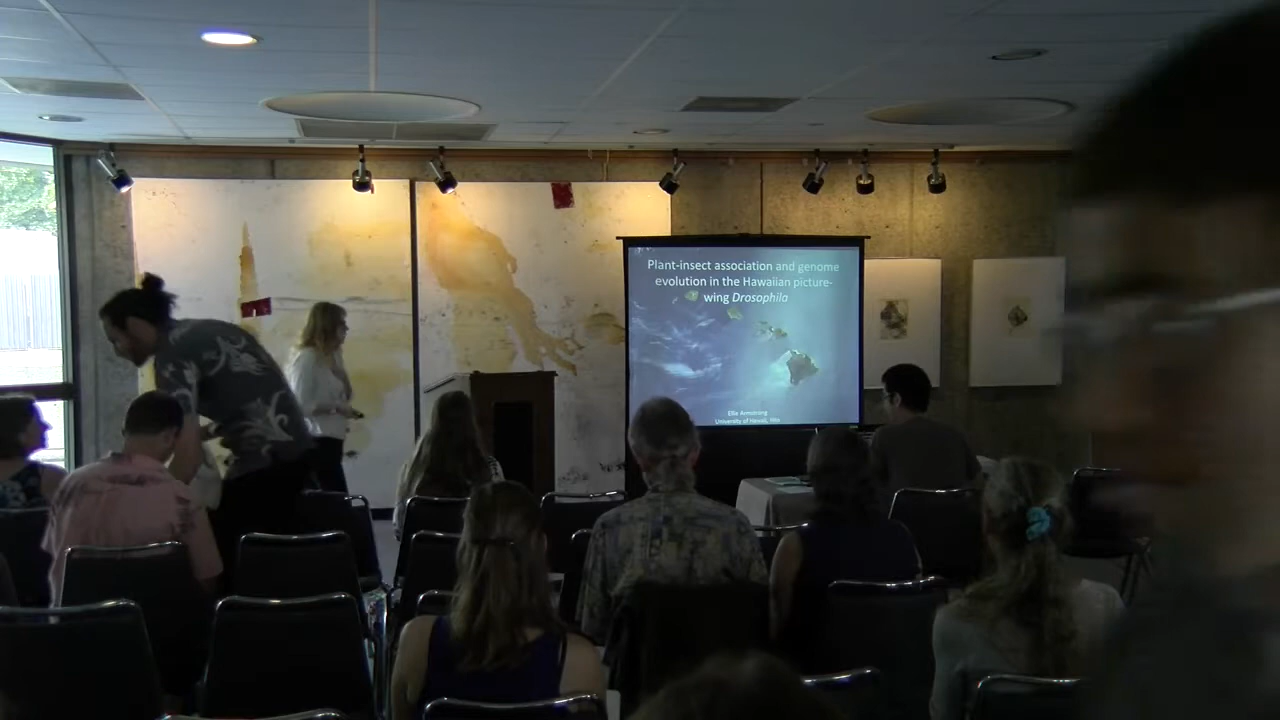 Plant-insect association and genome
evolution in the Hawaiian picture-
wing Drosophila
Ellie Armstrong
University of Hawaii, Hilo